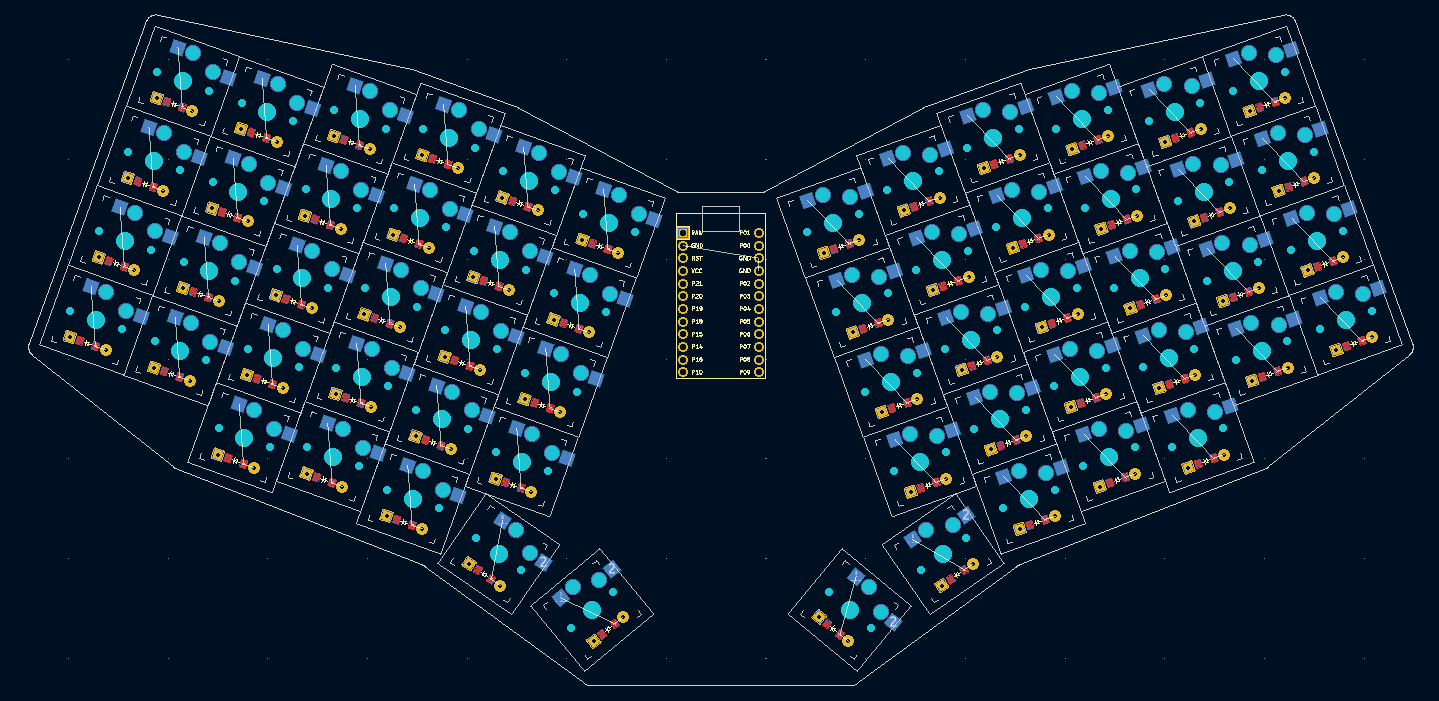 RAW P01
GND P00
RST GND
VCC GND
P21 P02
P20 P03
P19 P04
P18 P05
P15 P06
P14 P07
P16 P08
P10 P09
2
2
2
2